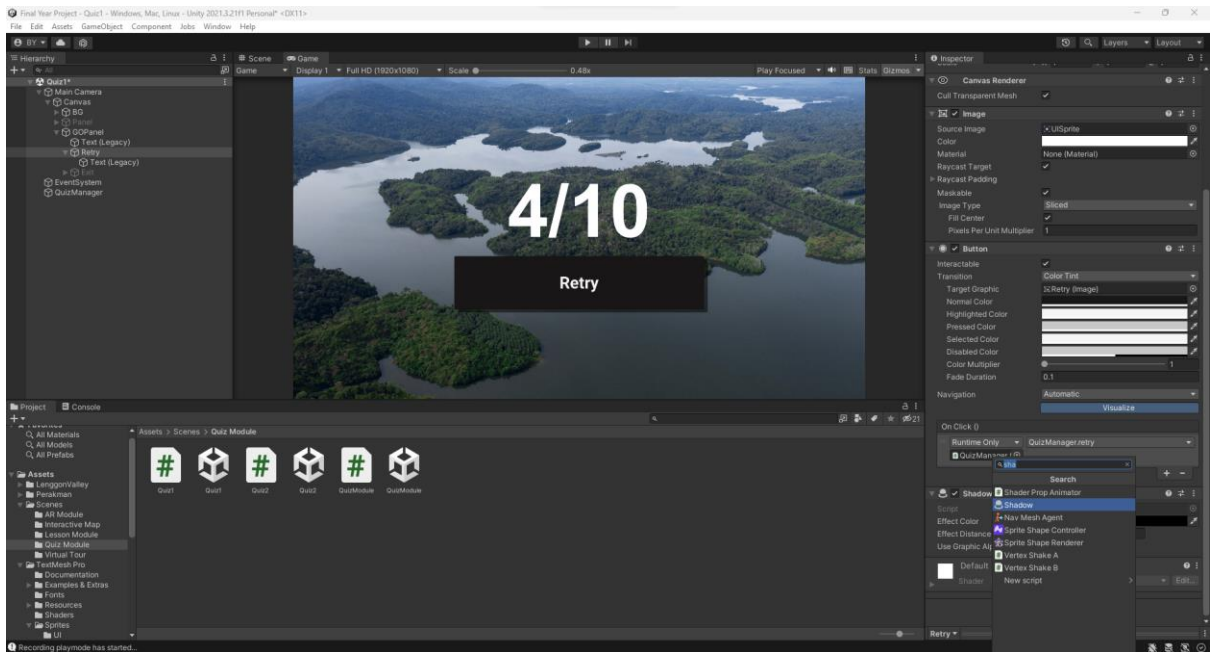 Final Year Project - Quiz1 - Windows, Mac, Linux - Unity 2021.3.21f1 Personal* <DX11>
File Edit Assets GameObject Component Jobs Window Help
BY
Layers
Layout
Hierarchy
All
Quiz1*
Main Camera
Canvas
BG
Panel
GOPanel
Text (Legacy)
Retry
Text (Legacy)
Exit
EventSystem
QuizManager
Scene
Game
Game
Display 1
Full HD (1920x1080)
Scale
0.48x
Play Focused
Stats
Gizmos
4/10
Retry
Inspector
Canvas Renderer
Cull Transparent Mesh
Image
Source Image
UISprite
Color
Material
None (Material)
Raycast Target
Raycast Padding
Maskable
Image Type
Sliced
Fill Center
Pixels Per Unit Multiplier
1
Button
Interactable
Transition
Color Tint
Target Graphic
Retry (Image)
Normal Color
Highlighted Color
Pressed Color
Selected Color
Disabled Color
Color Multiplier
1
Fade Duration
0.1
Navigation
Automatic
Visualize
On Click ()
Runtime Only
QuizManager.retry
QuizManager (
+ -
Shadow
Script
Effect Color
Effect Distance
Use Graphic Alp
Default
Shader
Edit...
sha
Search
Shader Prop Animator
Shadow
Nav Mesh Agent
Sprite Shape Controller
Sprite Shape Renderer
Vertex Shake A
Vertex Shake B
New script
Retry
Project
Console
21
Favorites
All Materials
All Models
All Prefabs
Assets
LenggonValley
Perakman
Scenes
AR Module
Interactive Map
Lesson Module
Quiz Module
Virtual Tour
TextMesh Pro
Documentation
Examples & Extras
Fonts
Resources
Shaders
Sprites
UI
Assets > Scenes > Quiz Module
Quiz1
Quiz1
Quiz2
Quiz2
QuizModule
QuizModule
Recording playmode has started...